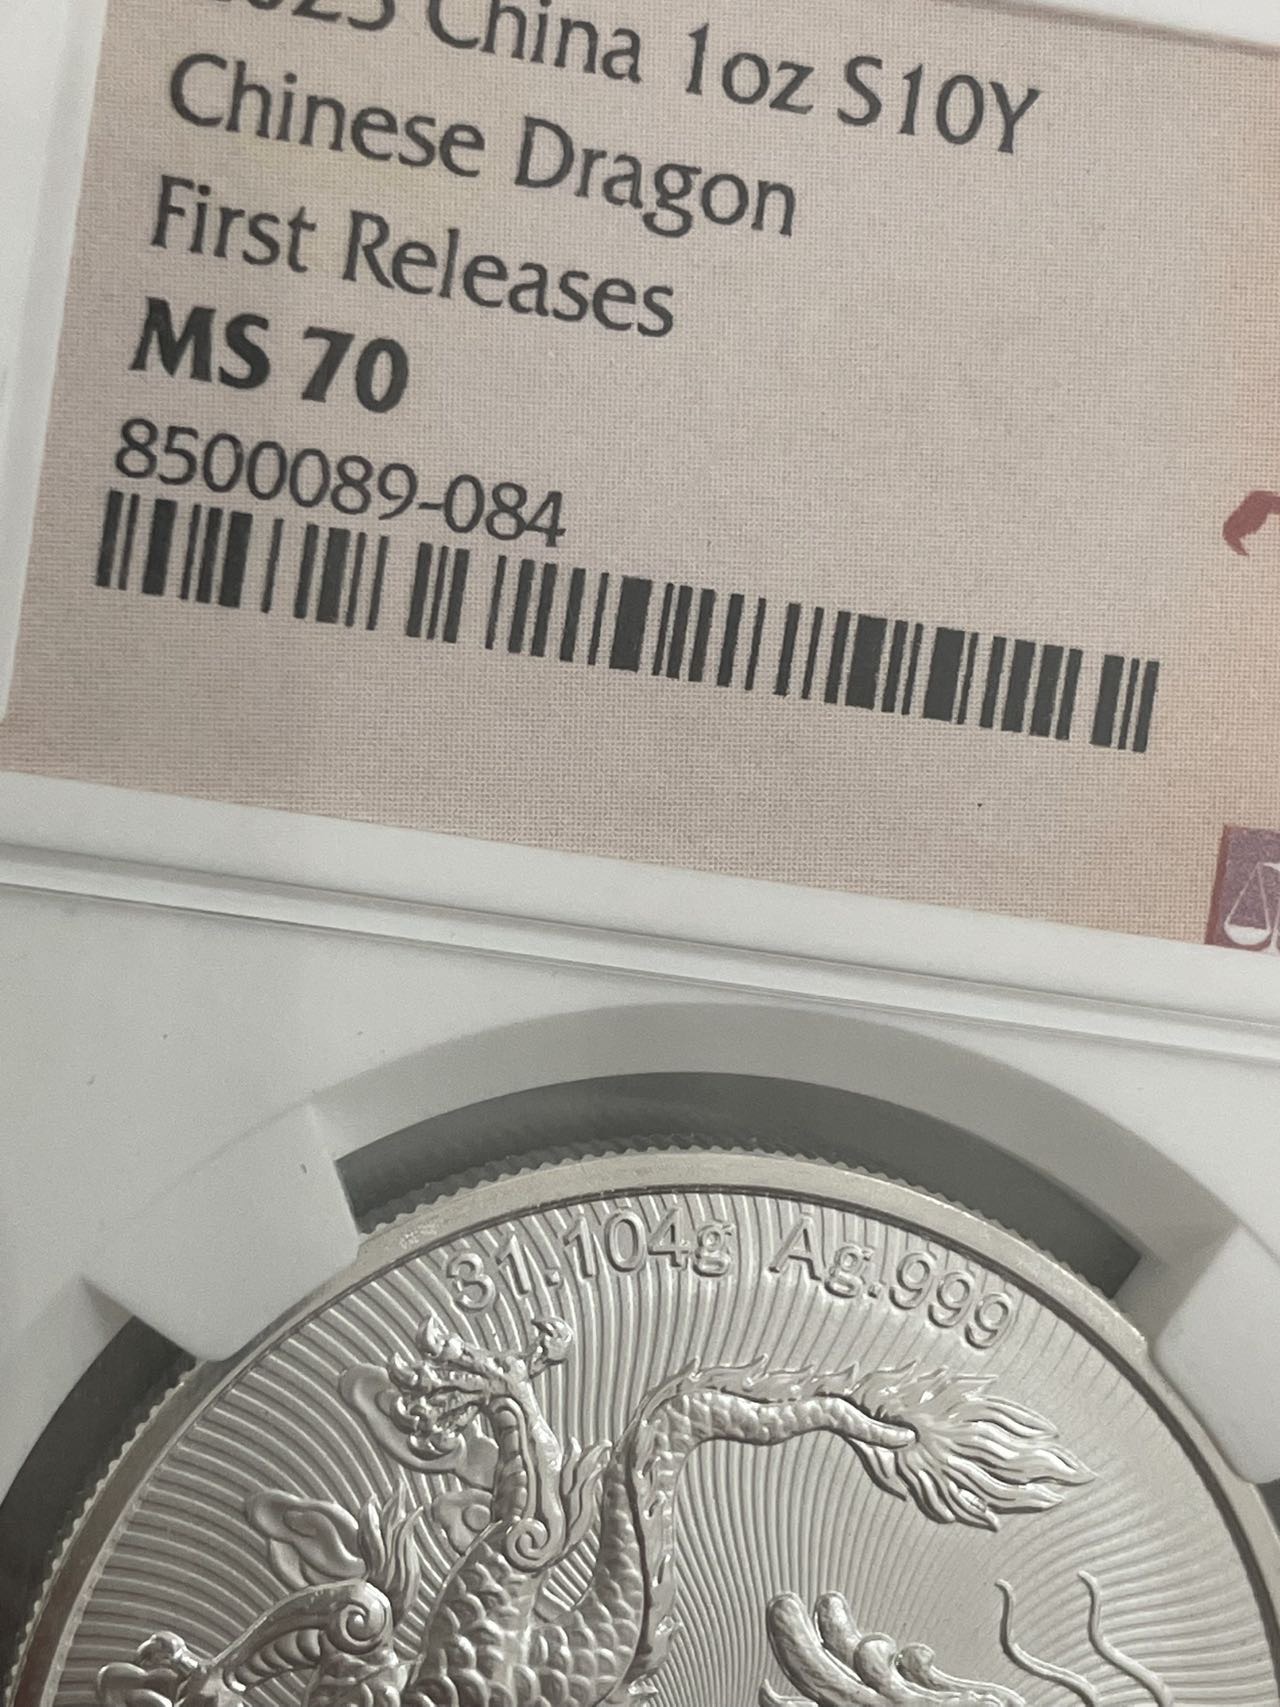 China 1oz S10Y
Chinese Dragon
First Releases
MS 70
8500089-084
31.104g Ag.999